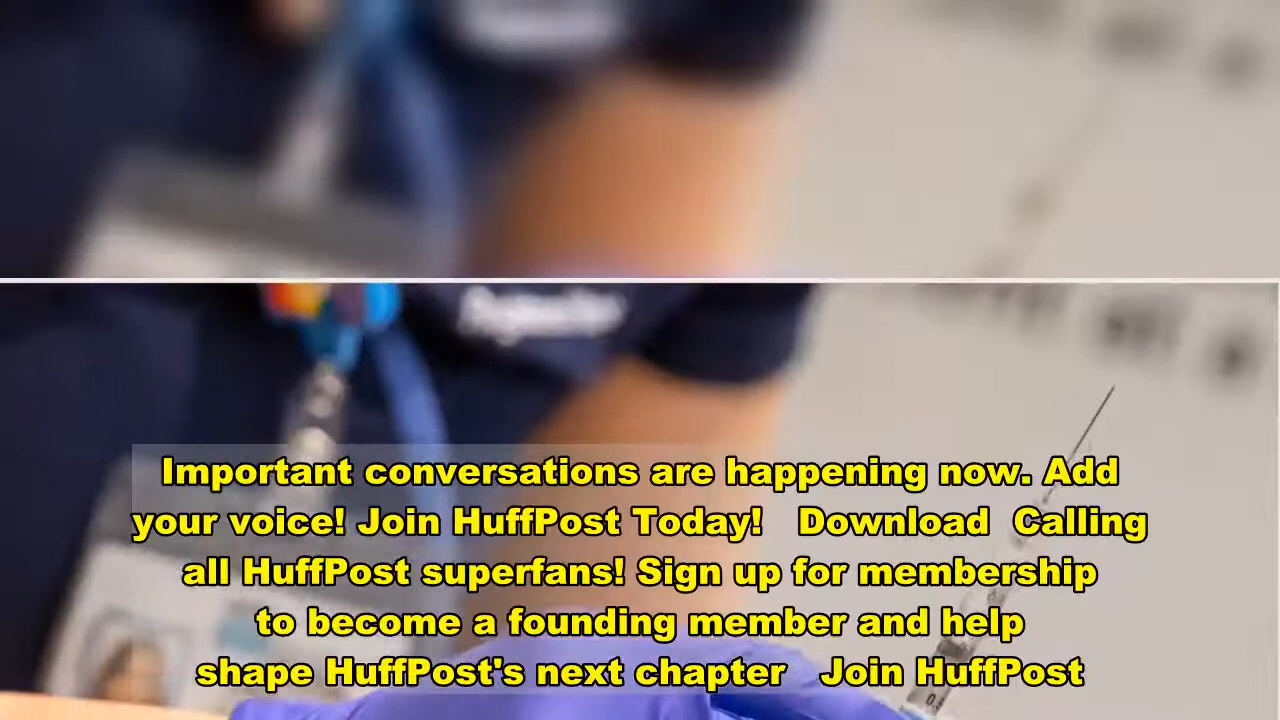 Important conversations are happening now. Add
your voice! Join HuffPost Today! Download Calling
all HuffPost superfans! Sign up for membership
to become a founding member and help
shape HuffPost's next chapter Join HuffPost